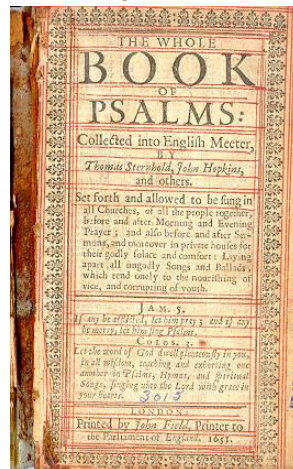 THE WHOLE
BOOK
OF
PSALMS:
Collected into English Meeter,
BY
Thomas Sternhold, John Hopkins,
and others.
Set forth and allowed to be sung in
all Churches, of all the people together,
before and after Morning and Evening
Prayer; and also before and after Ser-
mons, and moreover in private houses for
their godly solace and comfort: Laying
apart all ungodly Songs and Ballads,
which tend onely to the nourishing of
vice, and corrupting of youth.
JAM. 5.
If any be afflicted, let him pray; and if any
be merry, let him sing Psalms.
COLOS. 3.
Let the word of God dwell plenteously in you,
in all wisdom, teaching and exhorting one
another in Psalms, Hymns, and spiritual
Songs, singing unto the Lord with grace in
your hearts. 3015
LONDON:
Printed by John Field, Printer to
the Parliament of England, 1653.